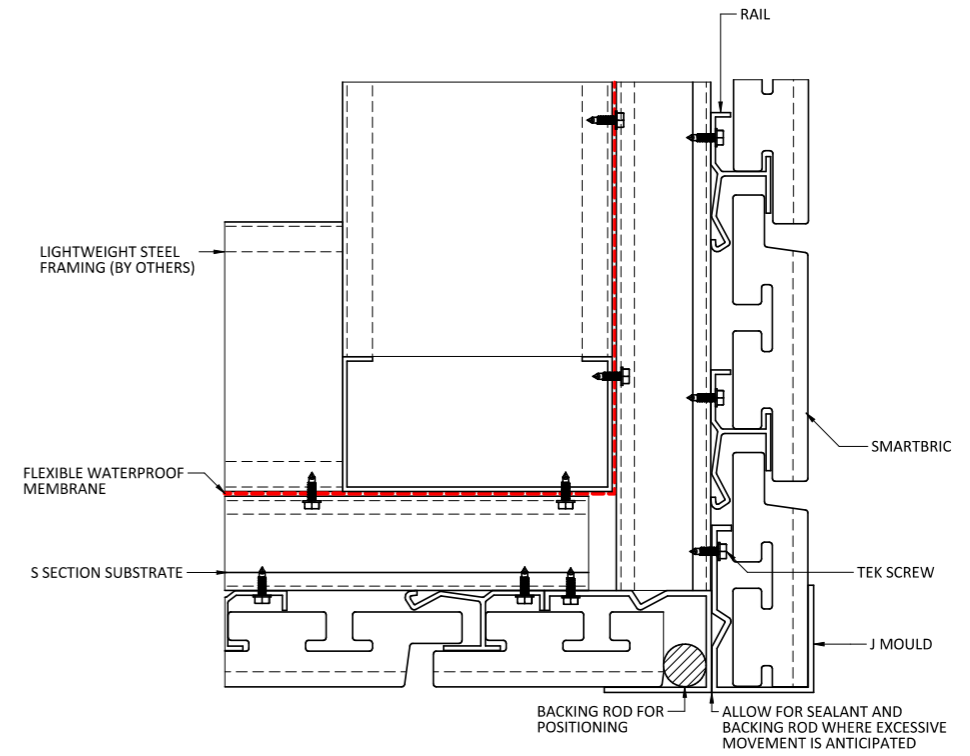 RAIL
LIGHTWEIGHT STEEL
FRAMING (BY OTHERS)
SMARTBRIC
FLEXIBLE WATERPROOF
MEMBRANE
S SECTION SUBSTRATE
TEK SCREW
J MOULD
BACKING ROD FOR
POSITIONING
ALLOW FOR SEALANT AND
BACKING ROD WHERE EXCESSIVE
MOVEMENT IS ANTICIPATED